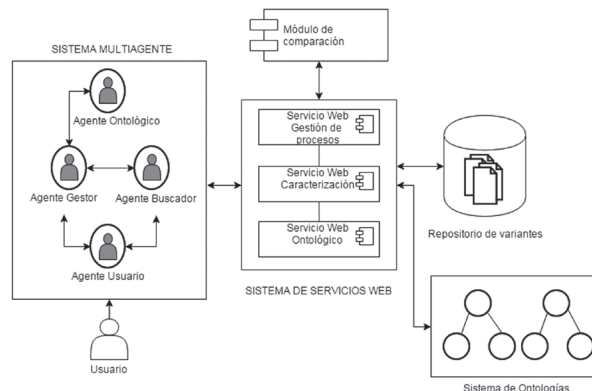 Módulo de
comparación
SISTEMA MULTIAGENTE
Agente Ontológico
Agente Gestor
Agente Buscador
Agente Usuario
Usuario
Servicio Web
Gestión de
procesos
Servicio Web
Caracterización
Servicio Web
Ontológico
SISTEMA DE SERVICIOS WEB
Repositorio de variantes
Sistema de Ontologías